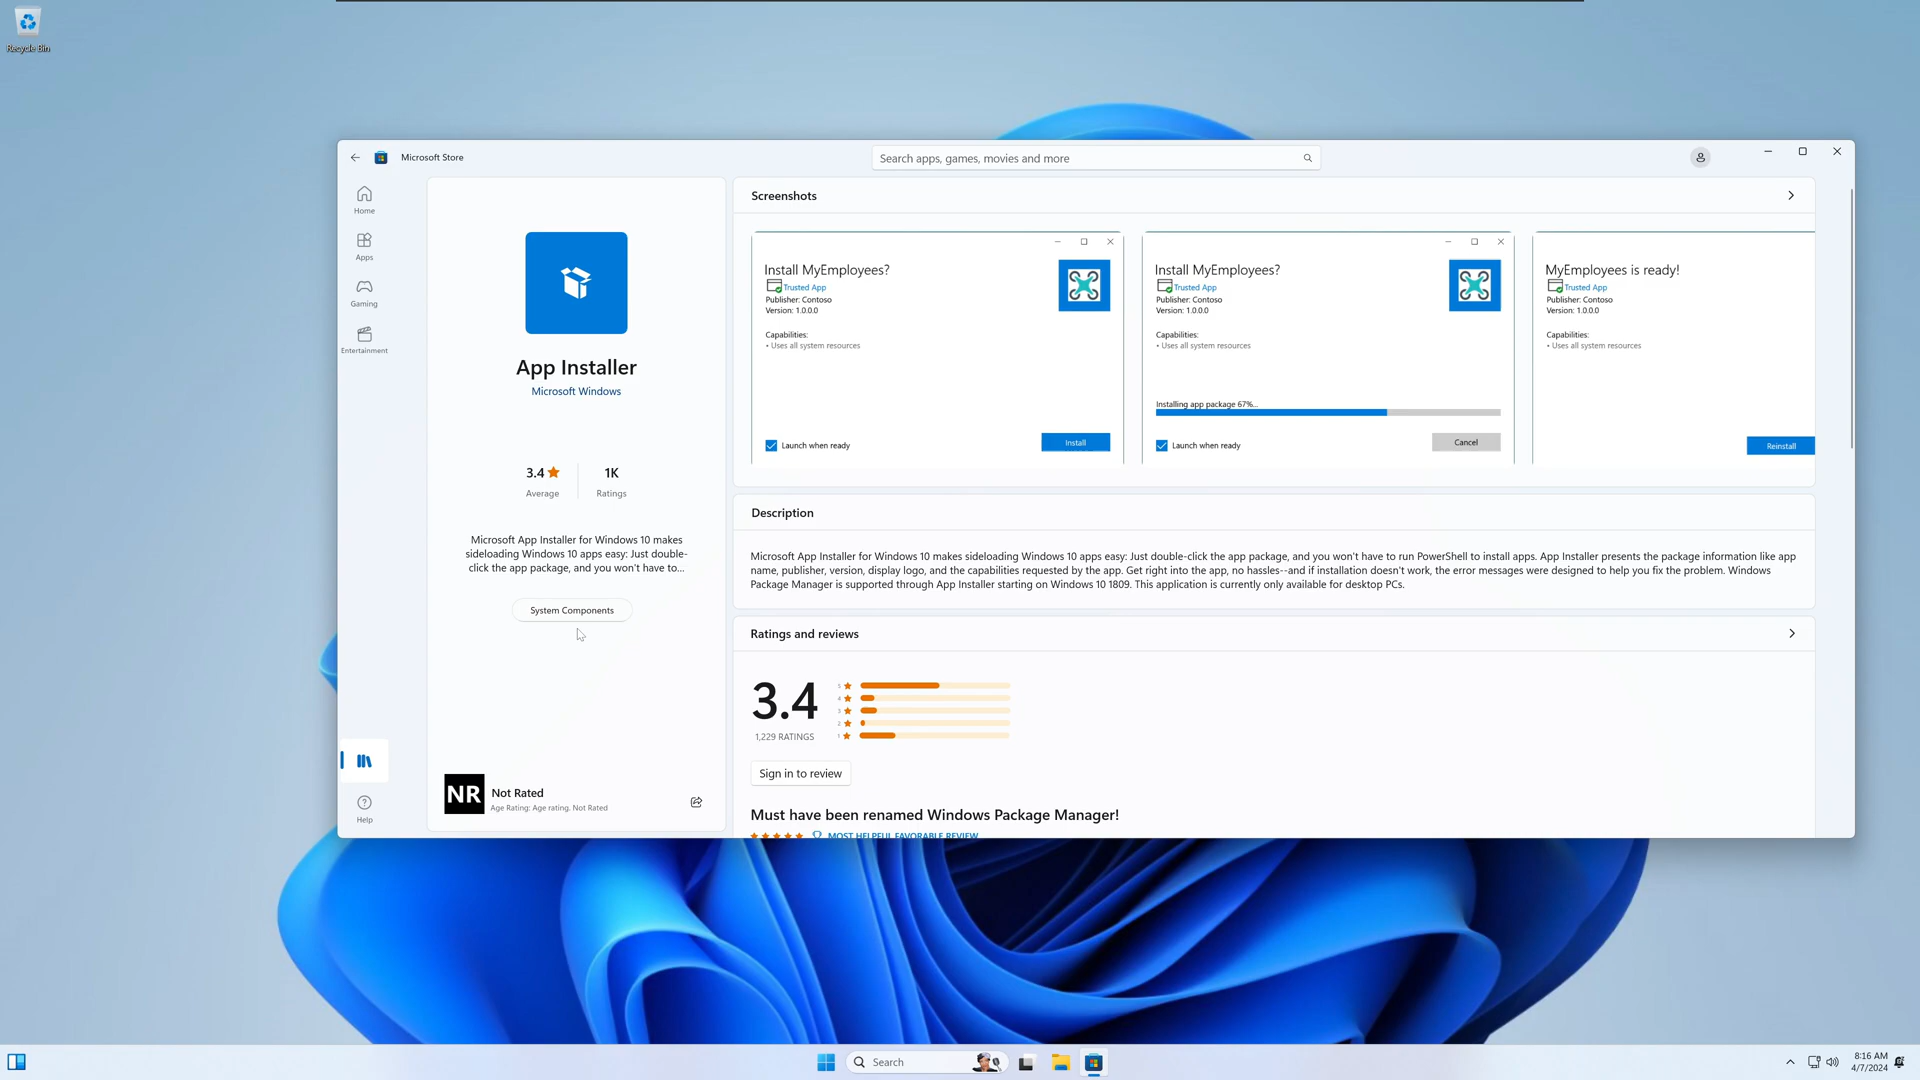 Recycle Bin
Microsoft Store
Search apps, games, movies and more
Home
Apps
Gaming
Entertainment
Help
App Installer
Microsoft Windows
3.4
Average
1K
Ratings
Microsoft App Installer for Windows 10 makes
sideloading Windows 10 apps easy: Just double-
click the app package, and you won't have to...
System Components
NR
Not Rated
Age Rating: Age rating. Not Rated
Screenshots
Install MyEmployees?
Trusted App
Publisher: Contoso
Version: 1.0.0.0
Capabilities:
• Uses all system resources
Launch when ready
Install
Install MyEmployees?
Trusted App
Publisher: Contoso
Version: 1.0.0.0
Capabilities:
• Uses all system resources
Installing app package 67%...
Launch when ready
Cancel
MyEmployees is ready!
Trusted App
Publisher: Contoso
Version: 1.0.0.0
Capabilities:
• Uses all system resources
Reinstall
Description
Microsoft App Installer for Windows 10 makes sideloading Windows 10 apps easy: Just double-click the app package, and you won't have to run PowerShell to install apps. App Installer presents the package information like app
name, publisher, version, display logo, and the capabilities requested by the app. Get right into the app, no hassles--and if installation doesn't work, the error messages were designed to help you fix the problem. Windows
Package Manager is supported through App Installer starting on Windows 10 1809. This application is currently only available for desktop PCs.
Ratings and reviews
3.4
1,229 RATINGS
5
4
3
2
1
Sign in to review
Must have been renamed Windows Package Manager!
MOST HELPFUL FAVORABLE REVIEW
Search
8:16 AM
4/7/2024